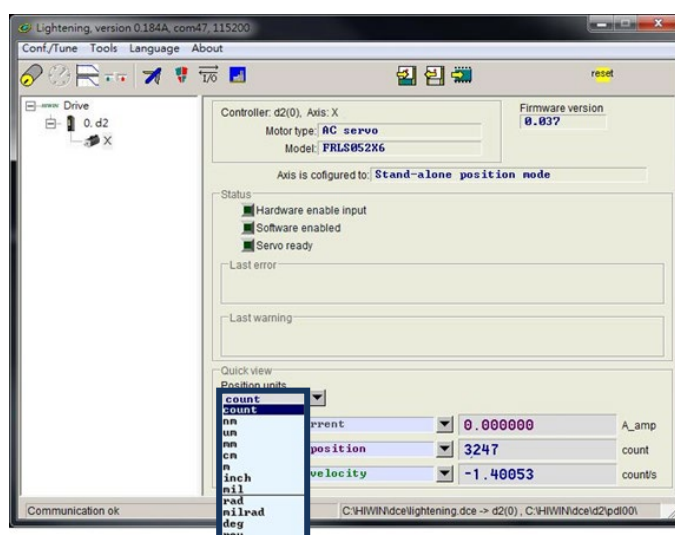 Lightening, version 0.184A, com47, 115200
Conf./Tune Tools Language About
I/O
reset
Drive
0, d2
X
Controller: d2(0), Axis: X
Motor type: AC servo
Model: FRLS052X6
Firmware version
0.037
Axis is cofigured to: Stand-alone position mode
Status
Hardware enable input
Software enabled
Servo ready
Last error
Last warning
Quick view
Position units
count
count
nm
um
mm
cm
m
inch
mil
rad
milrad
deg
rrent 0.000000 A_amp
position 3247 count
velocity -1.40053 count/s
Communication ok
C:\HIWIN\dce\lightening.dce -> d2(0) , C:\HIWIN\dce\d2\pdl00\